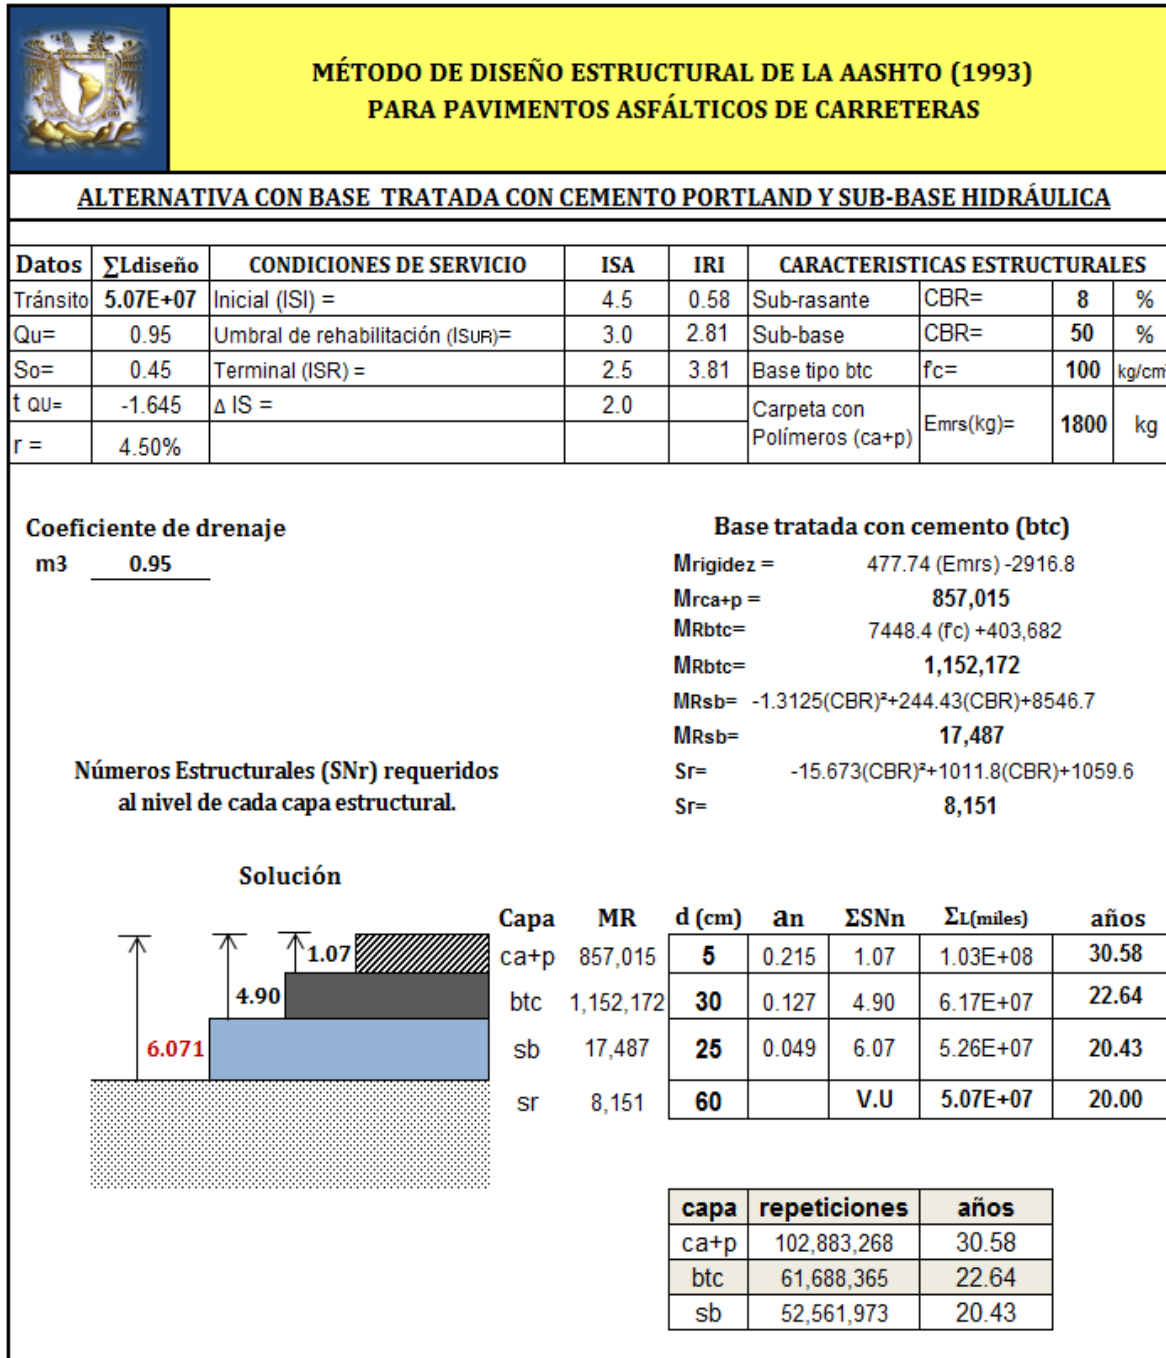 MÉTODO DE DISEÑO ESTRUCTURAL DE LA AASHTO (1993)
PARA PAVIMENTOS ASFÁLTICOS DE CARRETERAS
ALTERNATIVA CON BASE TRATADA CON CEMENTO PORTLAND Y SUB-BASE HIDRÁULICA
Datos ∑Ldiseño CONDICIONES DE SERVICIO ISA IRI CARACTERISTICAS ESTRUCTURALES
Tránsito 5.07E+07 Inicial (ISI) = 4.5 0.58 Sub-rasante CBR= 8 %
Qu= 0.95 Umbral de rehabilitación (ISUR)= 3.0 2.81 Sub-base CBR= 50 %
So= 0.45 Terminal (ISR) = 2.5 3.81 Base tipo btc f'c= 100 kg/cm²
t QU= -1.645 Δ IS = 2.0 Carpeta con
Polímeros (ca+p) Emrs(kg)= 1800 kg
r = 4.50%
Coeficiente de drenaje
m3 0.95
Base tratada con cemento (btc)
Mrigidez = 477.74 (Emrs) -2916.8
Mrca+p = 857,015
MRbtc= 7448.4 (f'c) +403,682
MRbtc= 1,152,172
MRsb= -1.3125(CBR)²+244.43(CBR)+8546.7
MRsb= 17,487
Sr= -15.673(CBR)²+1011.8(CBR)+1059.6
Sr= 8,151
Números Estructurales (SNr) requeridos
al nivel de cada capa estructural.
Solución
1.07
4.90
6.071
Capa MR d (cm) an ΣSNn ΣL(miles) años
ca+p 857,015 5 0.215 1.07 1.03E+08 30.58
btc 1,152,172 30 0.127 4.90 6.17E+07 22.64
sb 17,487 25 0.049 6.07 5.26E+07 20.43
sr 8,151 60 V.U 5.07E+07 20.00
capa repeticiones años
ca+p 102,883,268 30.58
btc 61,688,365 22.64
sb 52,561,973 20.43